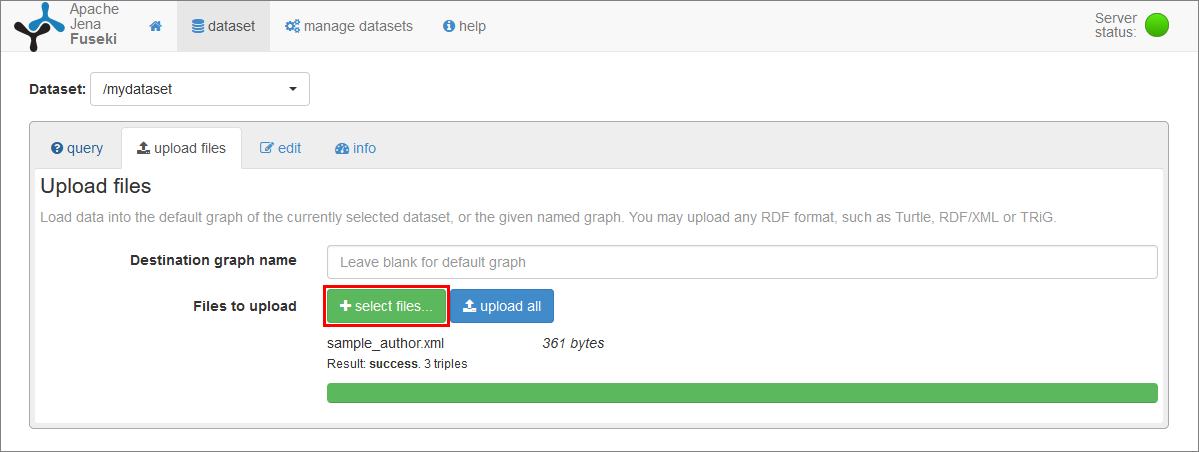 Apache
Jena
Fuseki
dataset
manage datasets
help
Server
status:
Dataset: /mydataset
query
upload files
edit
info
Upload files
Load data into the default graph of the currently selected dataset, or the given named graph. You may upload any RDF format, such as Turtle, RDF/XML or TRiG.
Destination graph name
Leave blank for default graph
Files to upload
select files...
upload all
sample_author.xml 361 bytes
Result: success. 3 triples